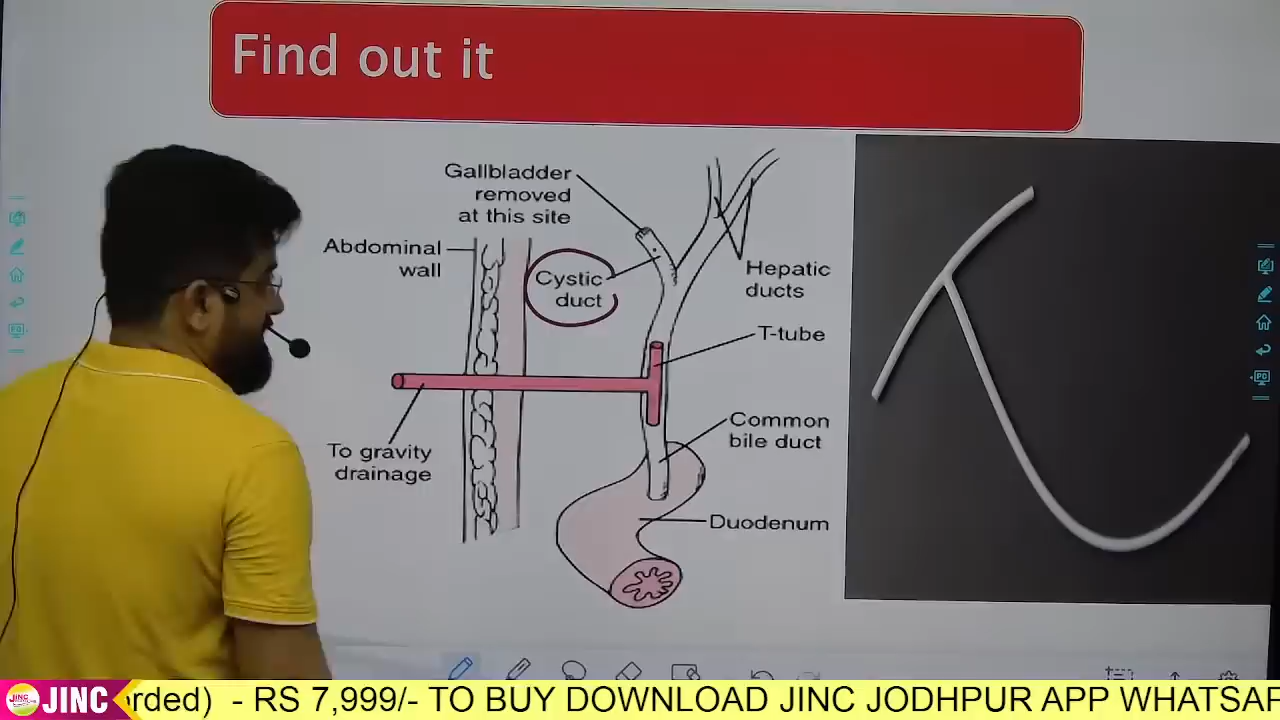 Find out it
Gallbladder
removed
at this site
Abdominal
wall
Cystic
duct
Hepatic
ducts
T-tube
To gravity
drainage
Common
bile duct
Duodenum
JINC
JINC
rded) - RS 7,999/- TO BUY DOWNLOAD JINC JODHPUR APP WHATSAP